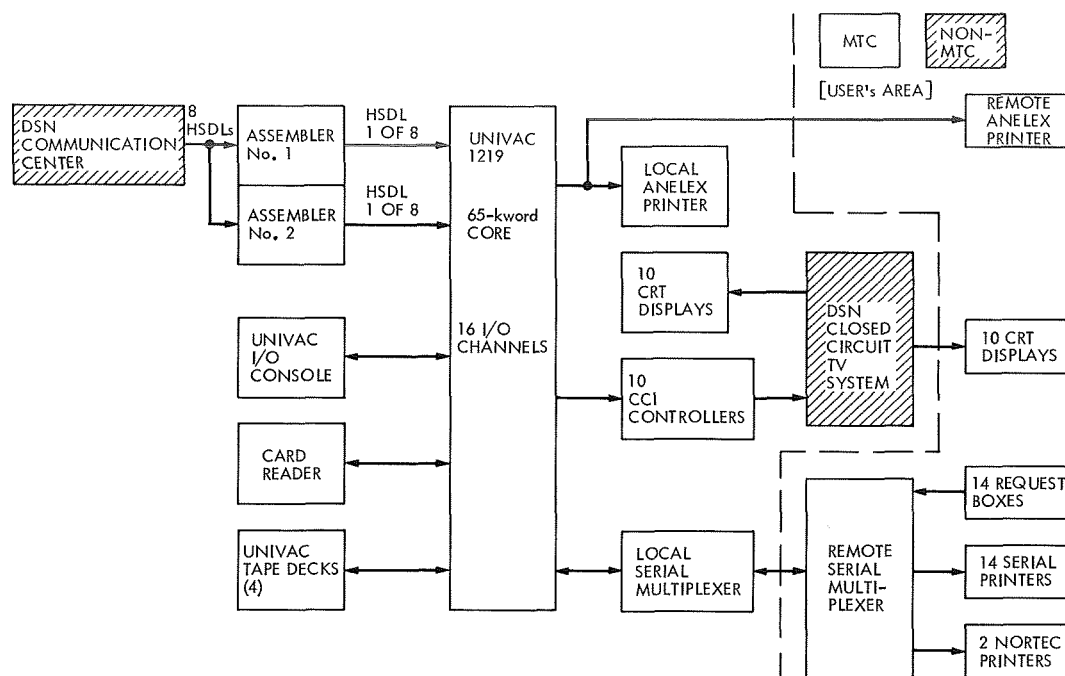 MTC
NON-
MTC
[USER's AREA]
DSN
COMMUNICATION
CENTER
8
HSDLs
ASSEMBLER
No. 1
HSDL
1 OF 8
ASSEMBLER
No. 2
HSDL
1 OF 8
UNIVAC
1219
65-kword
CORE
16 I/O
CHANNELS
REMOTE
ANELEX
PRINTER
LOCAL
ANELEX
PRINTER
10
CRT
DISPLAYS
DSN
CLOSED
CIRCUIT
TV
SYSTEM
10 CRT
DISPLAYS
UNIVAC
I/O
CONSOLE
10
CCI
CONTROLLERS
CARD
READER
UNIVAC
TAPE DECKS
(4)
LOCAL
SERIAL
MULTIPLEXER
REMOTE
SERIAL
MULTI-
PLEXER
14 REQUEST
BOXES
14 SERIAL
PRINTERS
2 NORTEC
PRINTERS